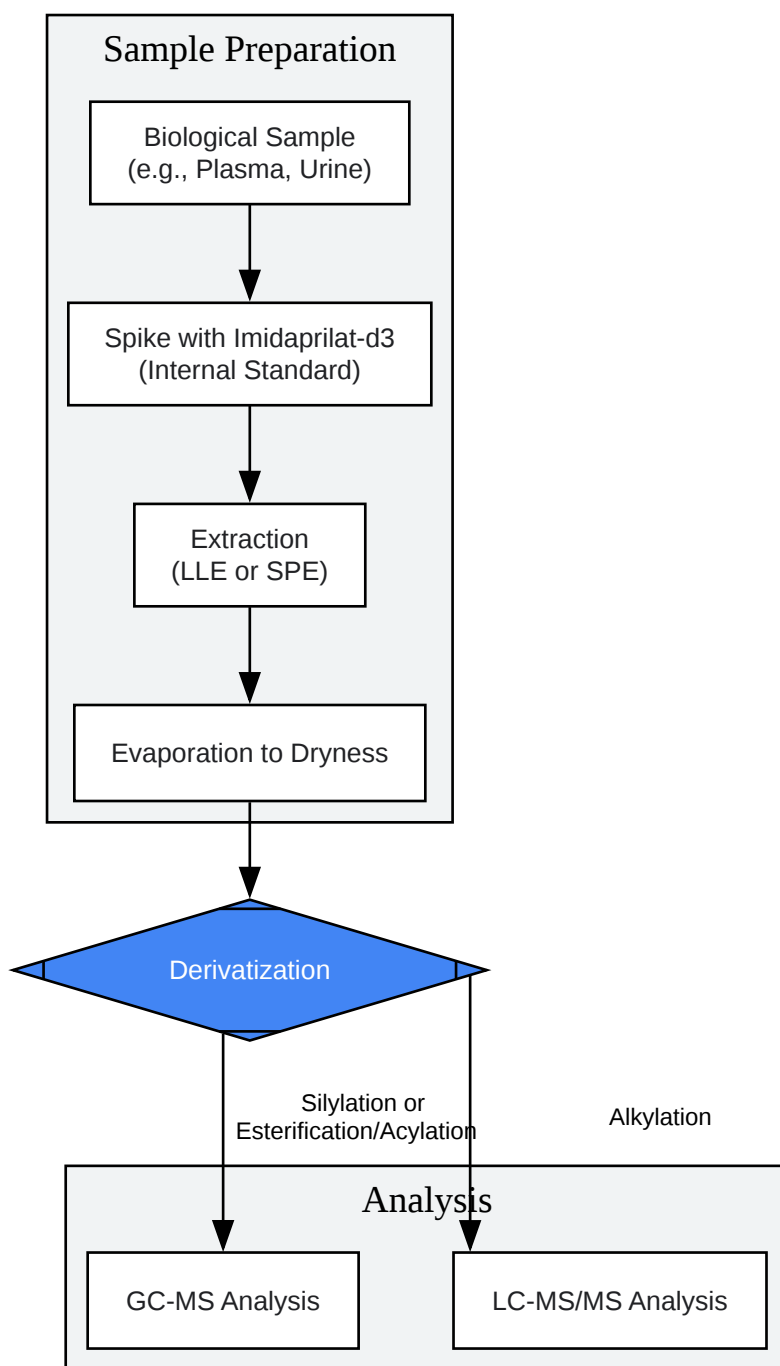 Sample Preparation
Biological Sample
(e.g., Plasma, Urine)
Spike with Imidaprilat-d3
(Internal Standard)
Extraction
(LLE or SPE)
Evaporation to Dryness
Derivatization
Silylation or
Esterification/Acylation
Alkylation
Analysis
GC-MS Analysis
LC-MS/MS Analysis